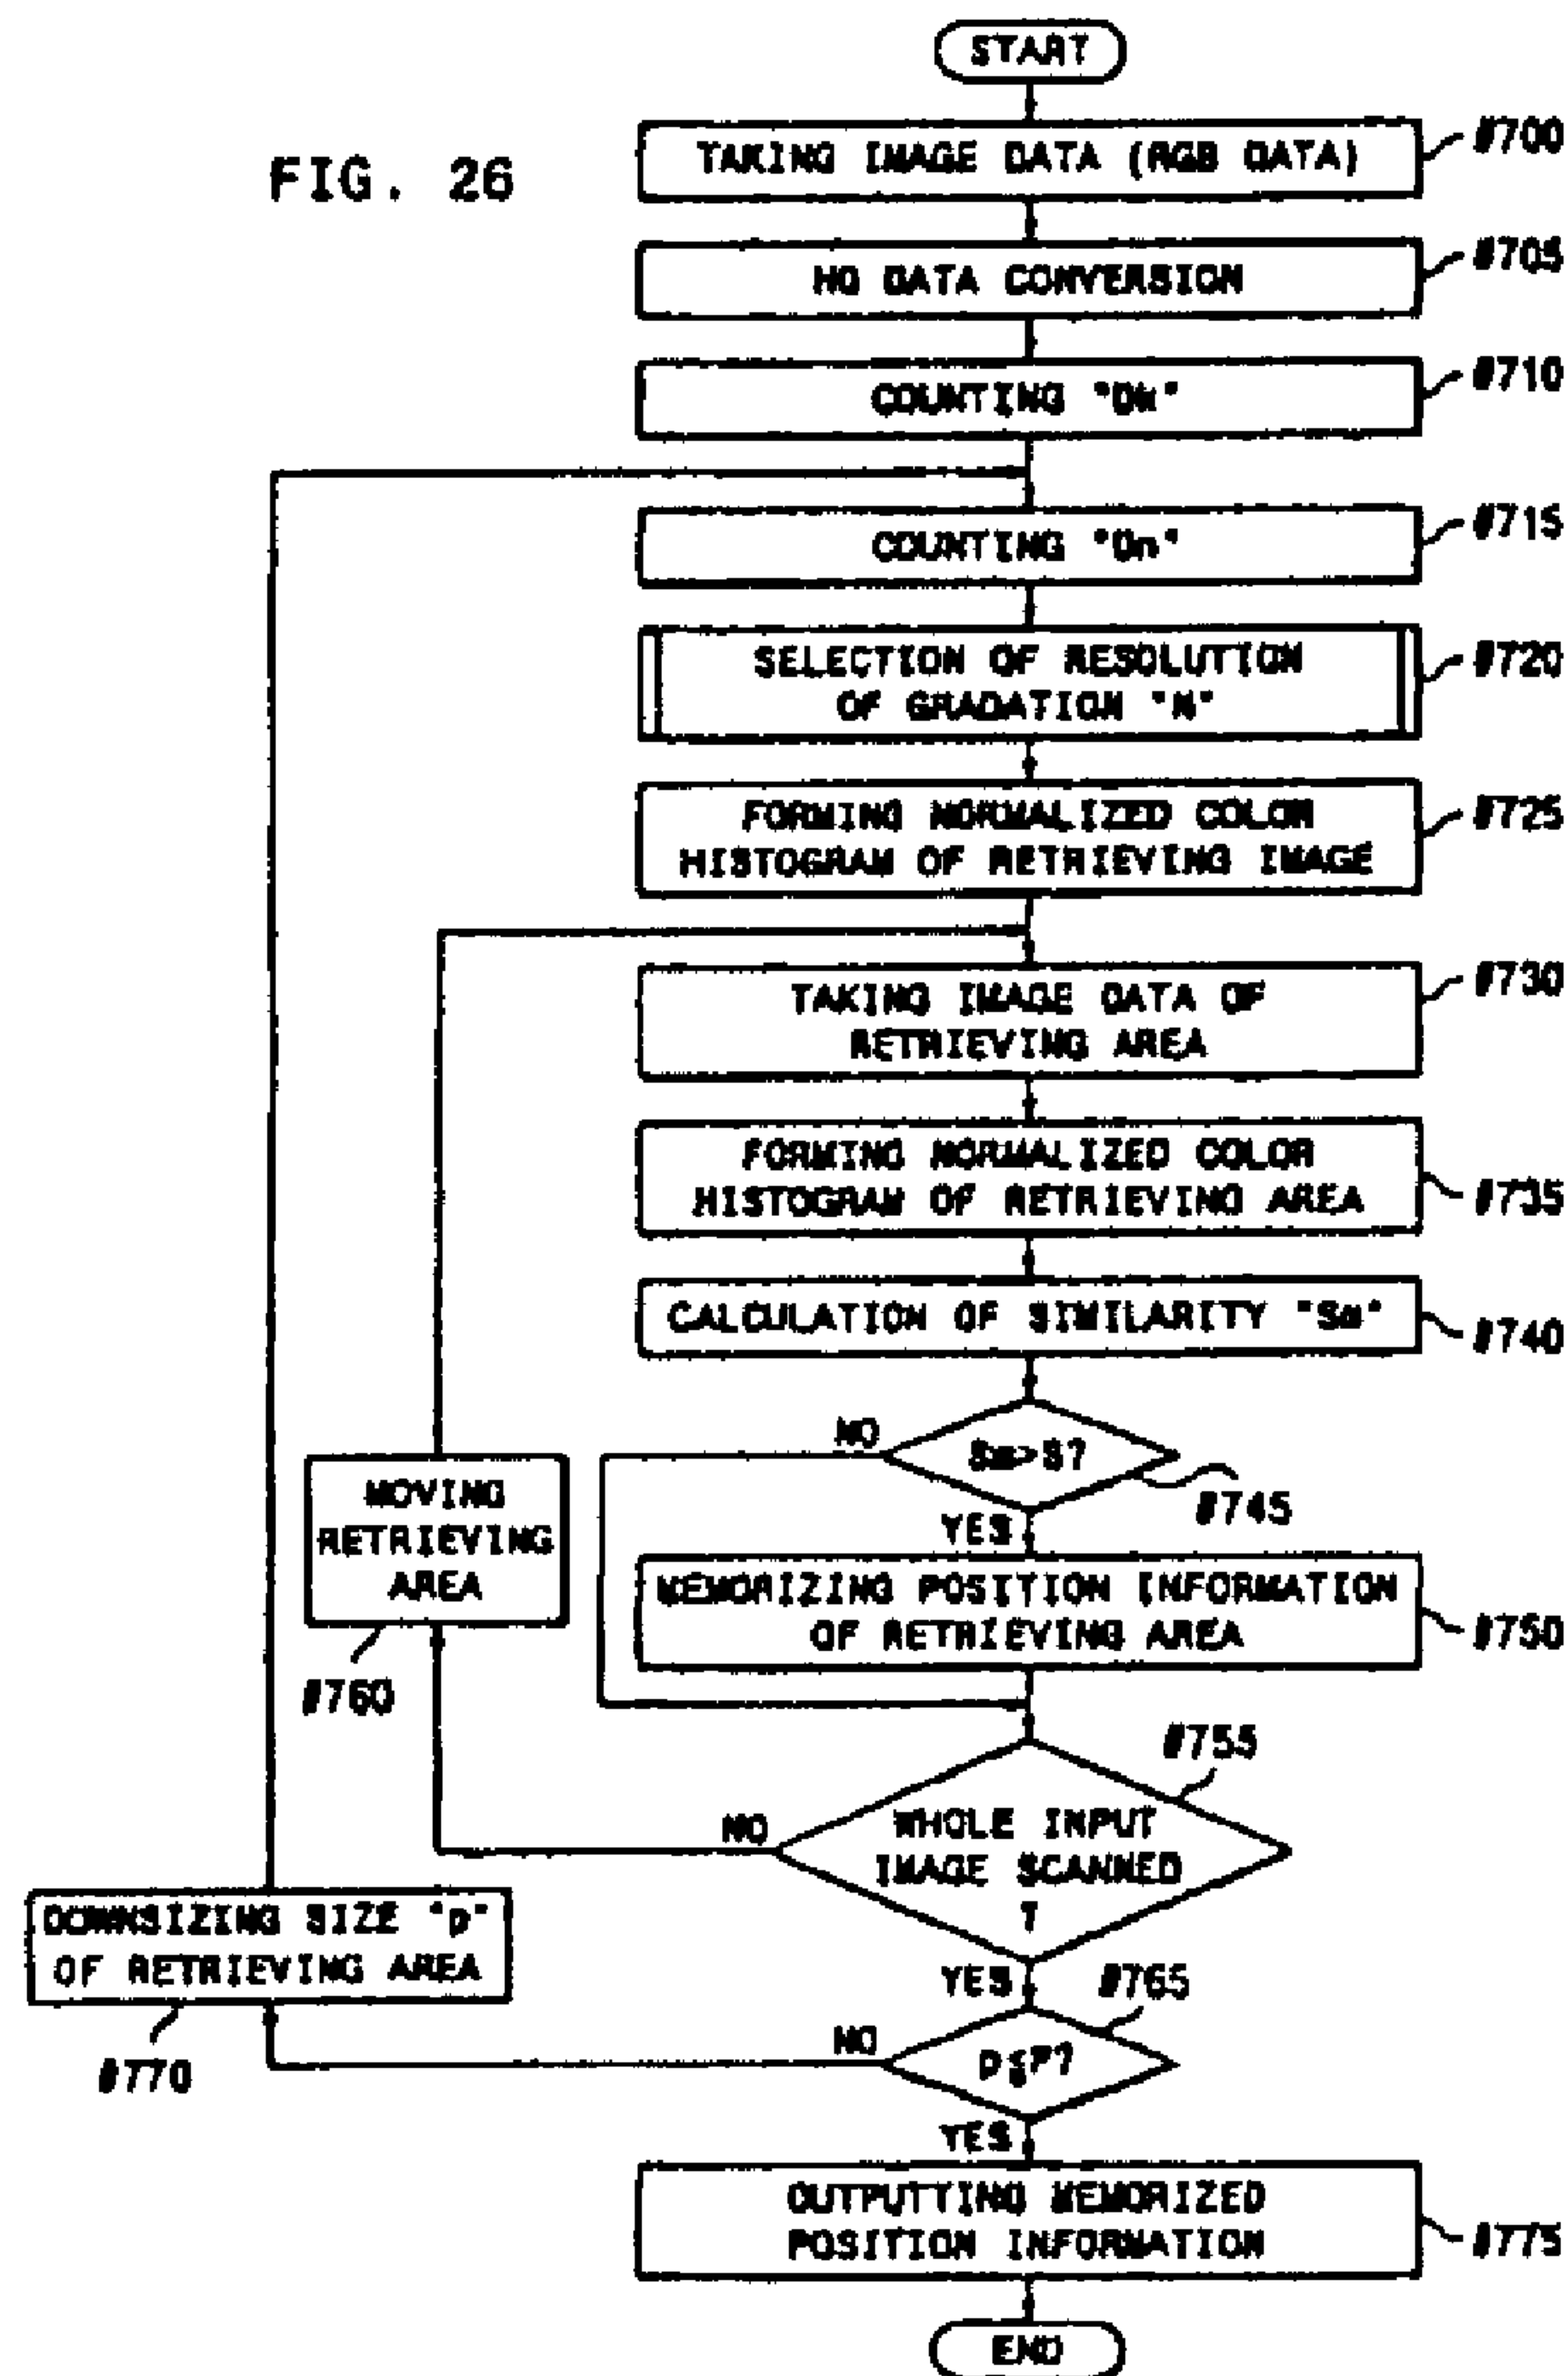 START
FIG. 26
TAKING IMAGE DATA (RGB DATA)
#700
HQ DATA CONVERSION
#705
COUNTING
#710
COUNTING
#715
SELECTION OF RESOLUTION
OF GRADATION "N"
#720
FORMING NORMALIZED COLOR
HISTOGRAM OF RETRIEVING IMAGE
#725
TAKING IMAGE DATA OF
RETRIEVING AREA
#730
FORMING NORMALIZED COLOR
HISTOGRAM OF RETRIEVING AREA
#735
CALCULATION OF SIMILARITY "Sm"
#740
NO
Sm>S?
#745
YES
MOVING
RETRIEVING
AREA
#760
MEMORIZING POSITION INFORMATION
OF RETRIEVING AREA
#750
#755
NO
WHOLE INPUT
IMAGE SCANNED
?
YES
DOWNSIZING SIZE "p"
OF RETRIEVING AREA
#770
#765
NO
p≦P?
YES
OUTPUTTING MEMORIZED
POSITION INFORMATION
#775
END